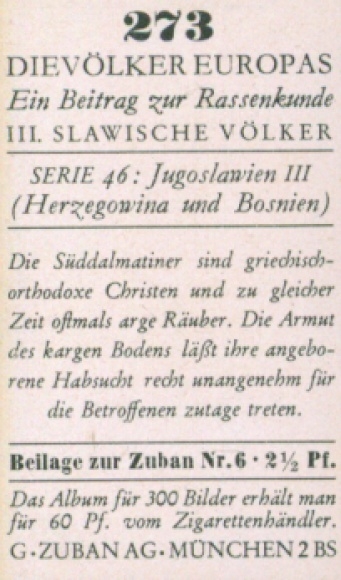 273
DIE VÖLKER EUROPAS
Ein Beitrag zur Rassenkunde
III. SLAWISCHE VÖLKER
SERIE 46: Jugoslawien III
(Herzegowina und Bosnien)
Die Süddalmatiner sind griechisch-
orthodoxe Christen und zu gleicher
Zeit oftmals arge Räuber. Die Armut
des kargen Bodens läßt ihre angebo-
rene Habsucht recht unangenehm für
die Betroffenen zutage treten.
Beilage zur Zuban Nr. 6 · 2½ Pf.
Das Album für 300 Bilder erhält man
für 60 Pf. vom Zigarettenhändler.
G·ZUBAN AG·MÜNCHEN 2 BS